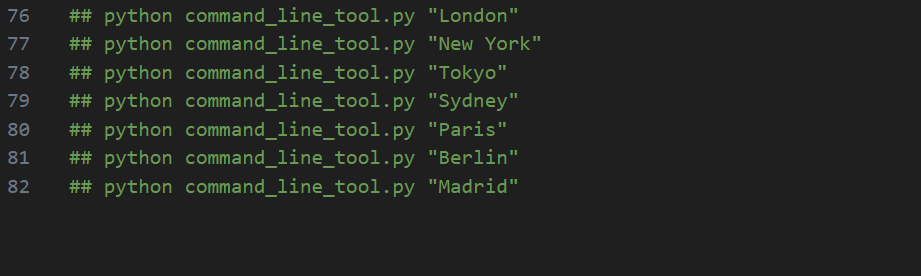 76 ## python command_line_tool.py "London"
77 ## python command_line_tool.py "New York"
78 ## python command_line_tool.py "Tokyo"
79 ## python command_line_tool.py "Sydney"
80 ## python command_line_tool.py "Paris"
81 ## python command_line_tool.py "Berlin"
82 ## python command_line_tool.py "Madrid"